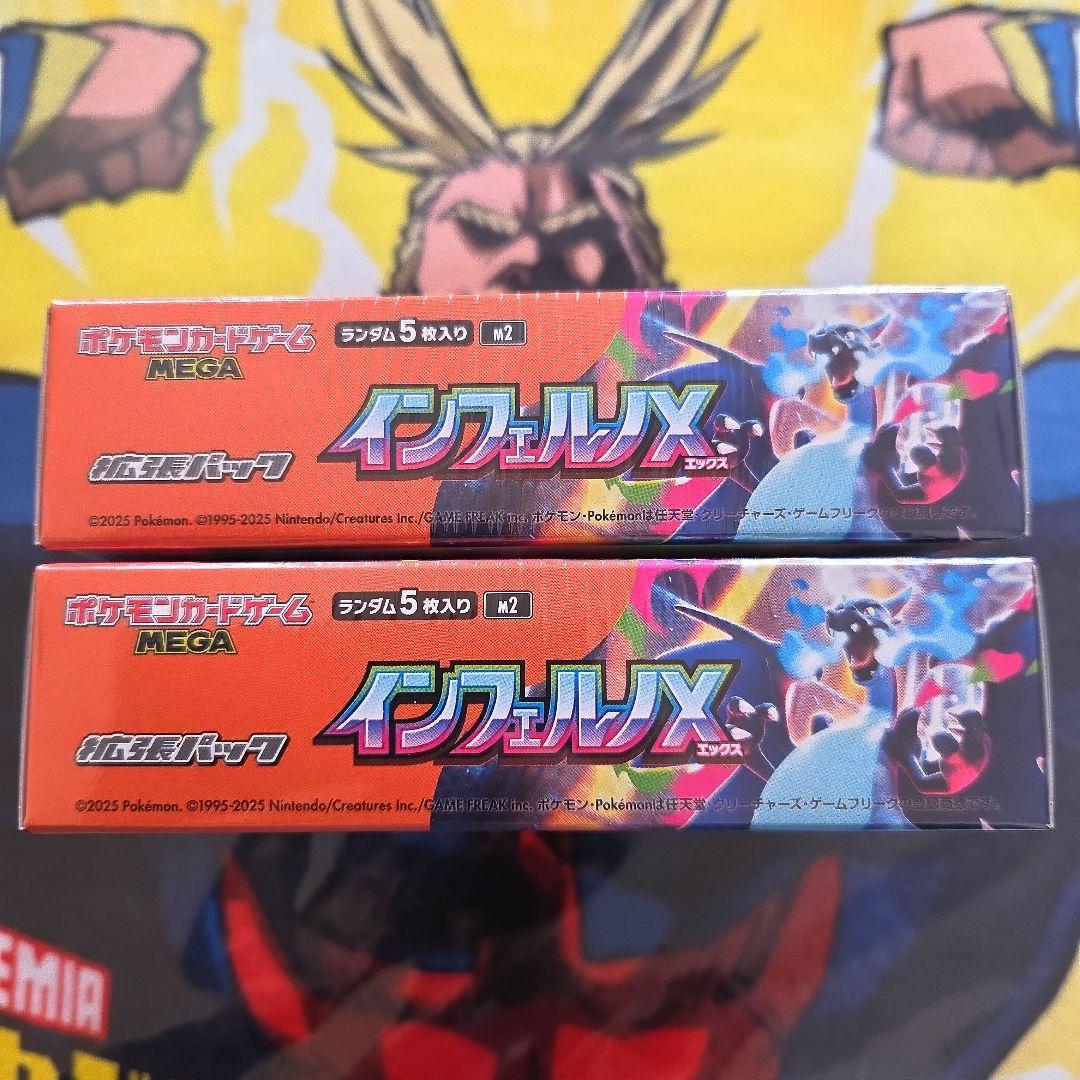 ポケモンカードゲーム
MEGA
ランダム5枚入り M2
インフェルノX
エックス
拡張パック
©2025 Pokémon. ©1995-2025 Nintendo/Creatures Inc./GAME FREAK inc. ポケモン・Pokémonは任天堂・クリーチャーズ・ゲームフリークの登録商標です。
ポケモンカードゲーム
MEGA
ランダム5枚入り M2
インフェルノX
エックス
拡張パック
©2025 Pokémon. ©1995-2025 Nintendo/Creatures Inc./GAME FREAK inc. ポケモン・Pokémonは任天堂・クリーチャーズ・ゲームフリークの登録商標です。
EMIA